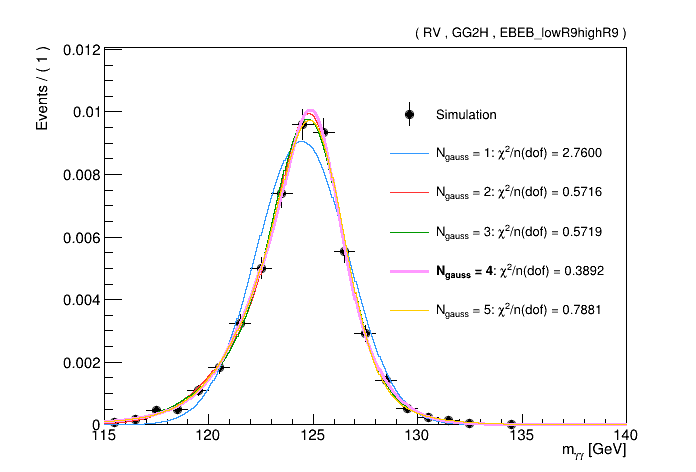 ( RV , GG2H , EBEB_lowR9highR9 )
Events / ( 1 )
0.012
0.01
0.008
0.006
0.004
0.002
0
115
120
125
130
135
140
m_γγ [GeV]
Simulation
N_gauss = 1: χ²/n(dof) = 2.7600
N_gauss = 2: χ²/n(dof) = 0.5716
N_gauss = 3: χ²/n(dof) = 0.5719
N_gauss = 4: χ²/n(dof) = 0.3892
N_gauss = 5: χ²/n(dof) = 0.7881